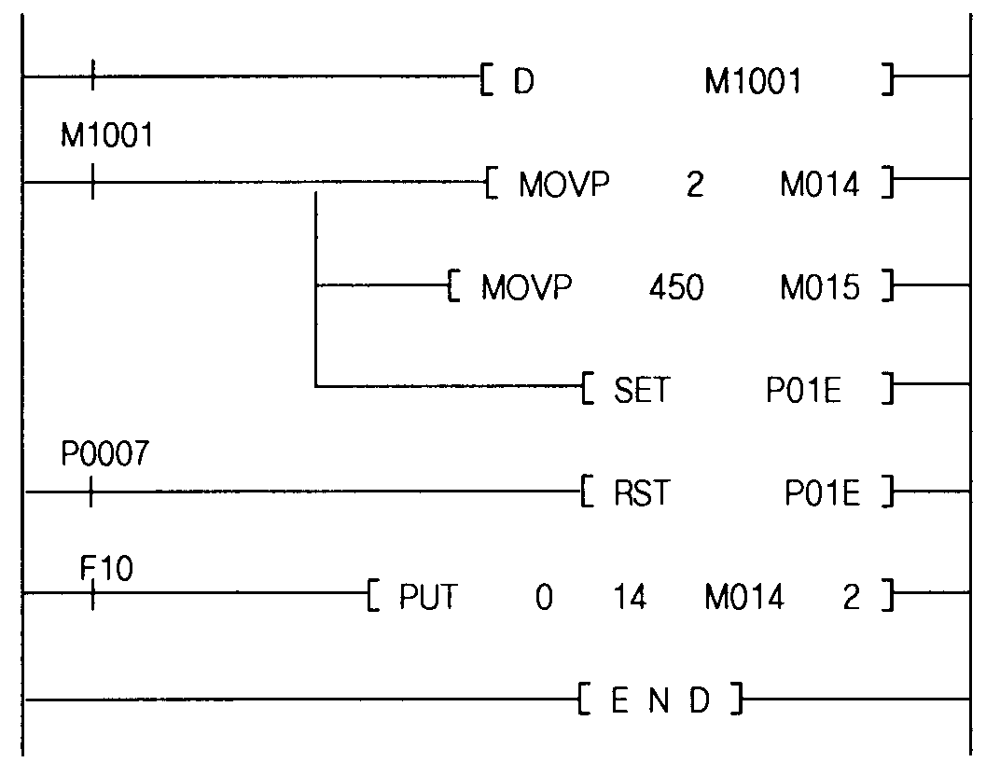 [ D M1001 ]
M1001
[ MOVP 2 M014 ]
[ MOVP 450 M015 ]
[ SET P01E ]
P0007
[ RST P01E ]
F10
[ PUT 0 14 M014 2 ]
[ E N D ]